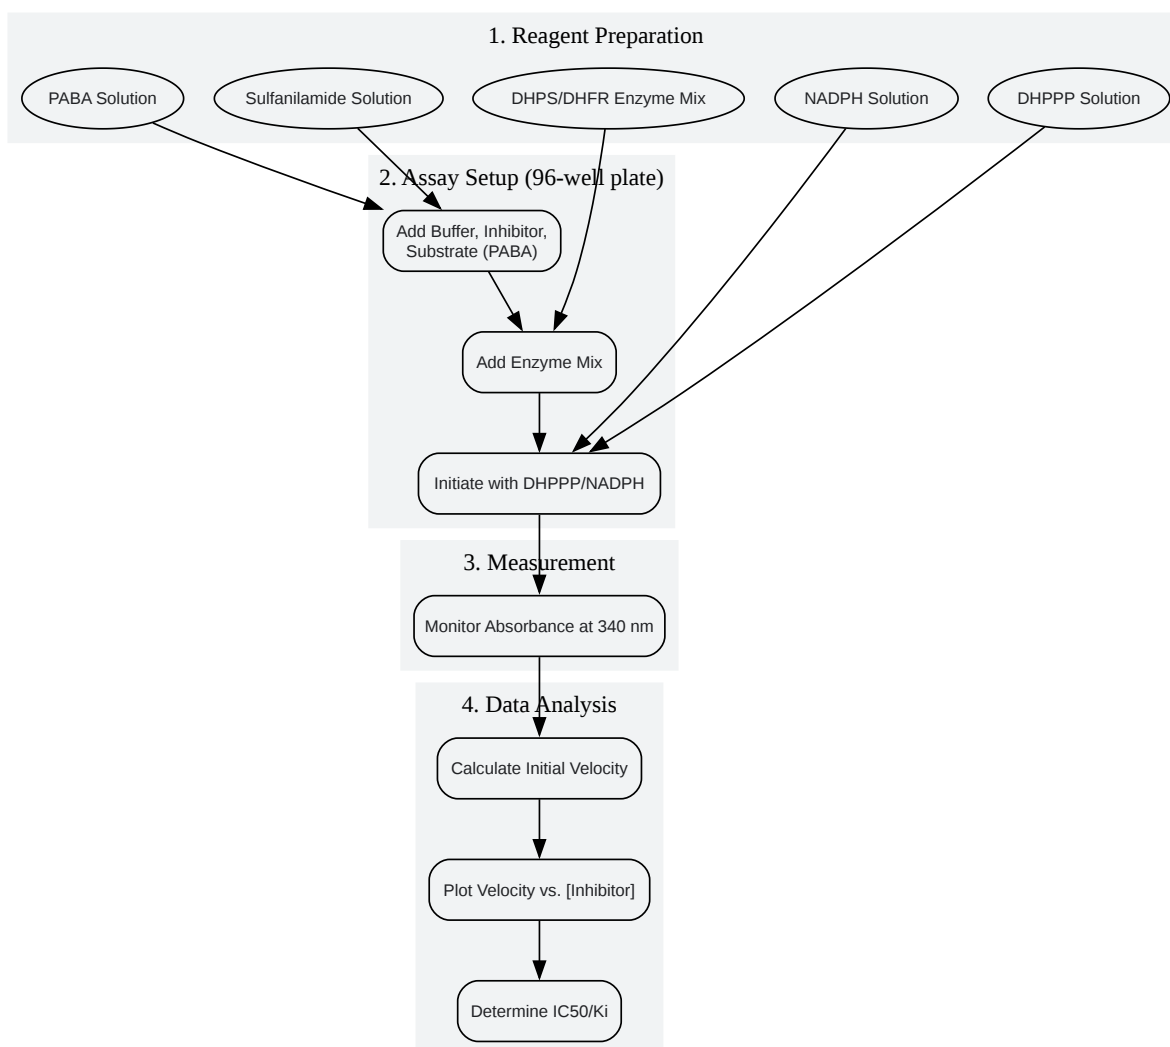 1. Reagent Preparation
PABA Solution
Sulfanilamide Solution
DHPS/DHFR Enzyme Mix
NADPH Solution
DHPPP Solution
2. Assay Setup (96-well plate)
Add Buffer, Inhibitor,
Substrate (PABA)
Add Enzyme Mix
Initiate with DHPPP/NADPH
3. Measurement
Monitor Absorbance at 340 nm
4. Data Analysis
Calculate Initial Velocity
Plot Velocity vs. [Inhibitor]
Determine IC50/Ki